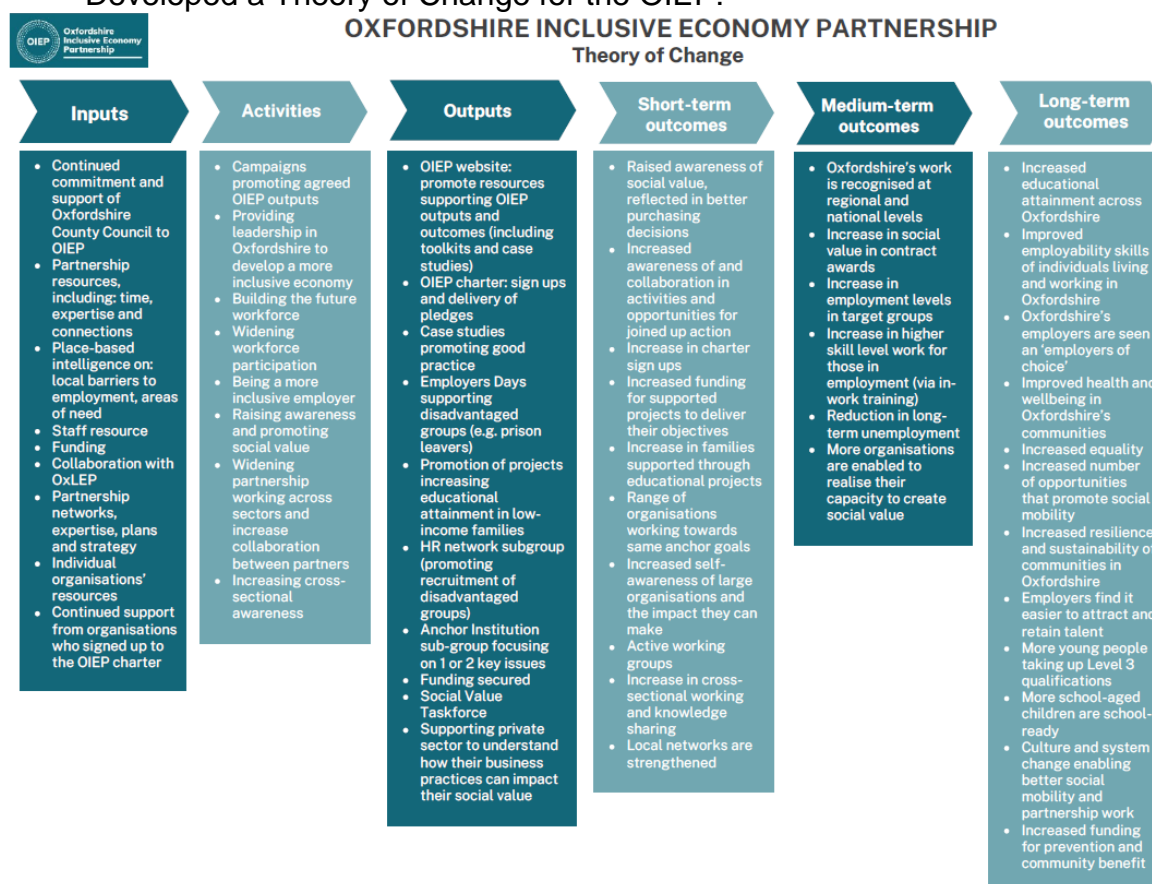 Developed a Theory of Change for the OIEP.
OIEP
Oxfordshire
Inclusive Economy
Partnership
OXFORDSHIRE INCLUSIVE ECONOMY PARTNERSHIP
Theory of Change
Inputs
• Continued
commitment and
support of
Oxfordshire
County Council to
OIEP
• Partnership
resources,
including: time,
expertise and
connections
• Place-based
intelligence on:
local barriers to
employment, areas
of need
• Staff resource
• Funding
• Collaboration with
OxLEP
• Partnership
networks,
expertise, plans
and strategy
• Individual
organisations'
resources
• Continued support
from organisations
who signed up to
the OIEP charter
Activities
• Campaigns
promoting agreed
OIEP outputs
• Providing
leadership in
Oxfordshire to
develop a more
inclusive economy
• Building the future
workforce
• Widening
workforce
participation
• Being a more
inclusive employer
• Raising awareness
and promoting
social value
• Widening
partnership
working across
sectors and
increase
collaboration
between partners
• Increasing cross-
sectional
awareness
Outputs
• OIEP website:
promote resources
supporting OIEP
outputs and
outcomes (including
toolkits and case
studies)
• OIEP charter: sign ups
and delivery of
pledges
• Case studies
promoting good
practice
• Employers Days
supporting
disadvantaged
groups (e.g. prison
leavers)
• Promotion of projects
increasing
educational
attainment in low-
income families
• HR network subgroup
(promoting
recruitment of
disadvantaged
groups)
• Anchor Institution
sub-group focusing
on 1 or 2 key issues
• Funding secured
• Social Value
Taskforce
• Supporting private
sector to understand
how their business
practices can impact
their social value
Short-term
outcomes
• Raised awareness of
social value,
reflected in better
purchasing
decisions
• Increased
awareness of and
collaboration in
activities and
opportunities for
joined up action
• Increase in charter
sign ups
• Increased funding
for supported
projects to deliver
their objectives
• Increase in families
supported through
educational projects
• Range of
organisations
working towards
same anchor goals
• Increased self-
awareness of large
organisations and
the impact they can
make
• Active working
groups
• Increase in cross-
sectional working
and knowledge
sharing
• Local networks are
strengthened
Medium-term
outcomes
• Oxfordshire's work
is recognised at
regional and
national levels
• Increase in social
value in contract
awards
• Increase in
employment levels
in target groups
• Increase in higher
skill level work for
those in
employment (via in-
work training)
• Reduction in long-
term unemployment
• More organisations
are enabled to
realise their
capacity to create
social value
Long-term
outcomes
• Increased
educational
attainment across
Oxfordshire
• Improved
employability skills
of individuals living
and working in
Oxfordshire
• Oxfordshire's
employers are seen
an 'employers of
choice'
• Improved health and
wellbeing in
Oxfordshire's
communities
• Increased equality
• Increased number
of opportunities
that promote social
mobility
• Increased resilience
and sustainability of
communities in
Oxfordshire
• Employers find it
easier to attract and
retain talent
• More young people
taking up Level 3
qualifications
• More school-aged
children are school-
ready
• Culture and system
change enabling
better social
mobility and
partnership work
• Increased funding
for prevention and
community benefit